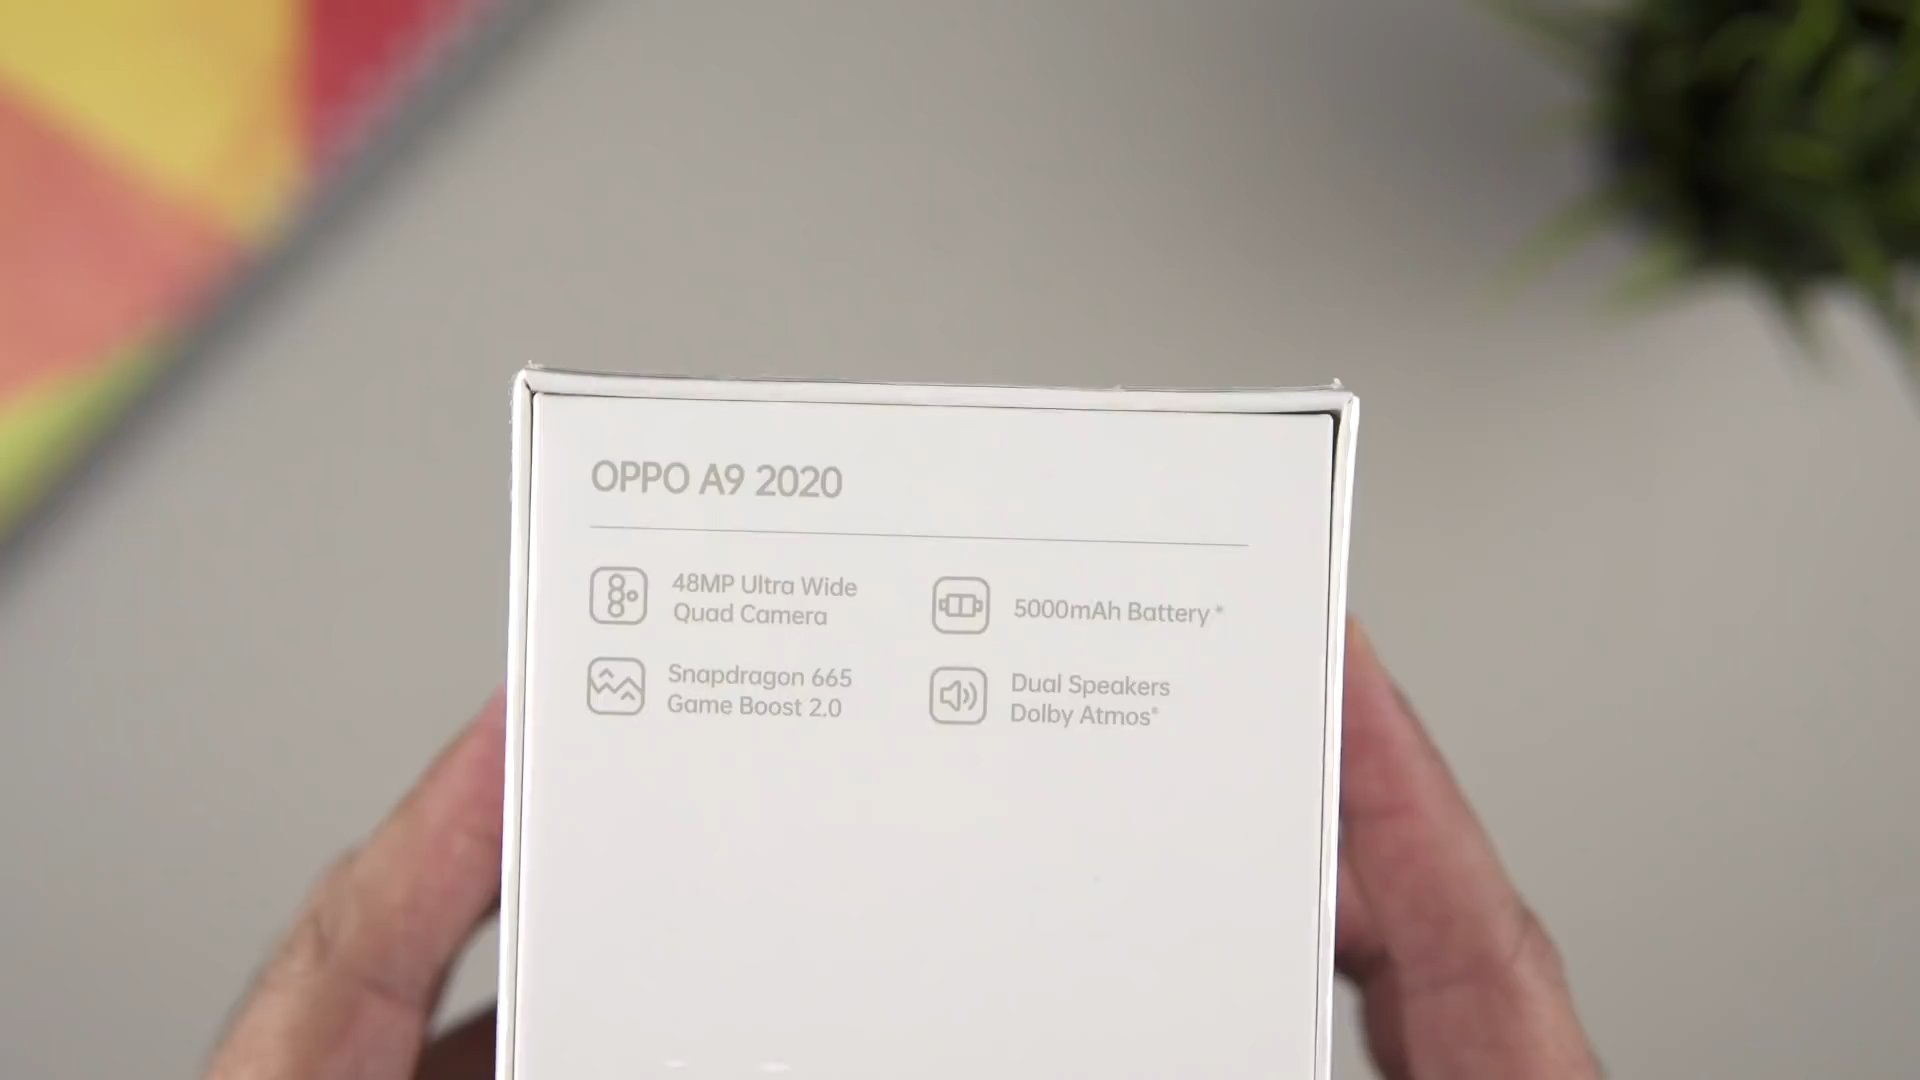 OPPO A9 2020
48MP Ultra Wide
Quad Camera
5000mAh Battery*
Snapdragon 665
Game Boost 2.0
Dual Speakers
Dolby Atmos®